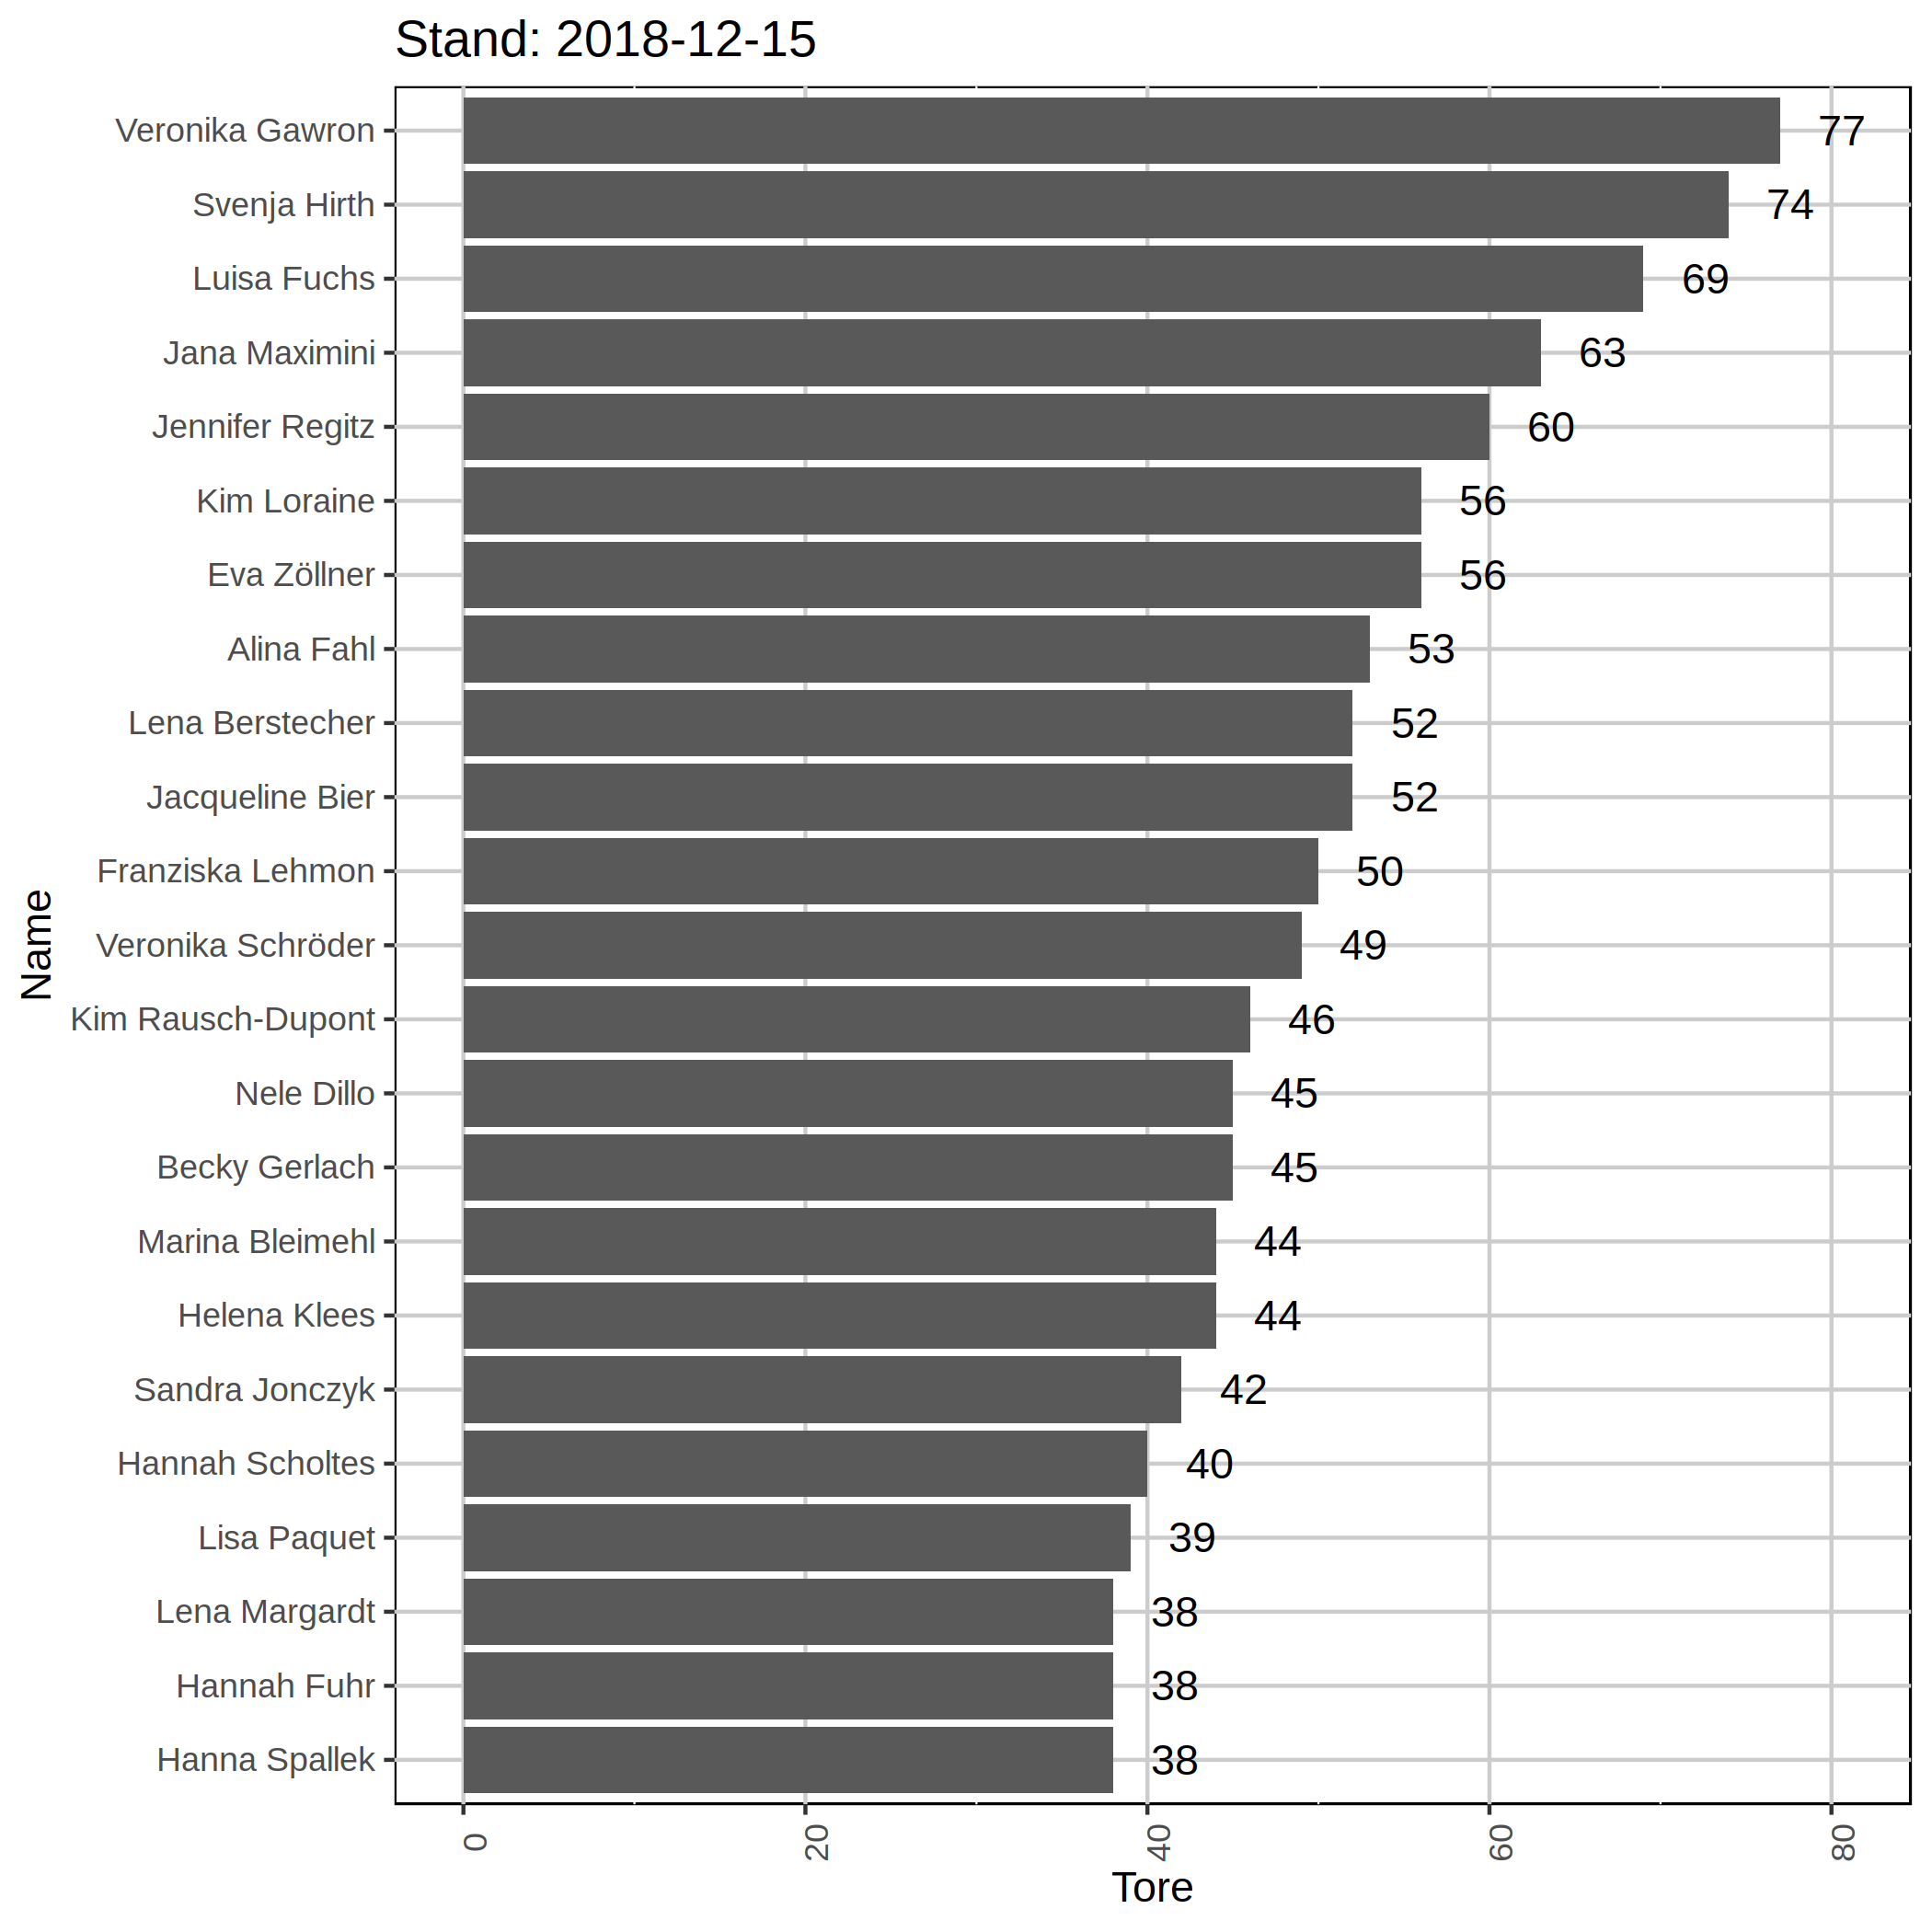 Stand: 2018-12-15
Veronika Gawron 77
Svenja Hirth 74
Luisa Fuchs 69
Jana Maximini 63
Jennifer Regitz 60
Kim Loraine 56
Eva Zöllner 56
Alina Fahl 53
Lena Berstecher 52
Jacqueline Bier 52
Franziska Lehmon 50
Veronika Schröder 49
Kim Rausch-Dupont 46
Nele Dillo 45
Becky Gerlach 45
Marina Bleimehl 44
Helena Klees 44
Sandra Jonczyk 42
Hannah Scholtes 40
Lisa Paquet 39
Lena Margardt 38
Hannah Fuhr 38
Hanna Spallek 38
Name
0 20 40 60 80
Tore